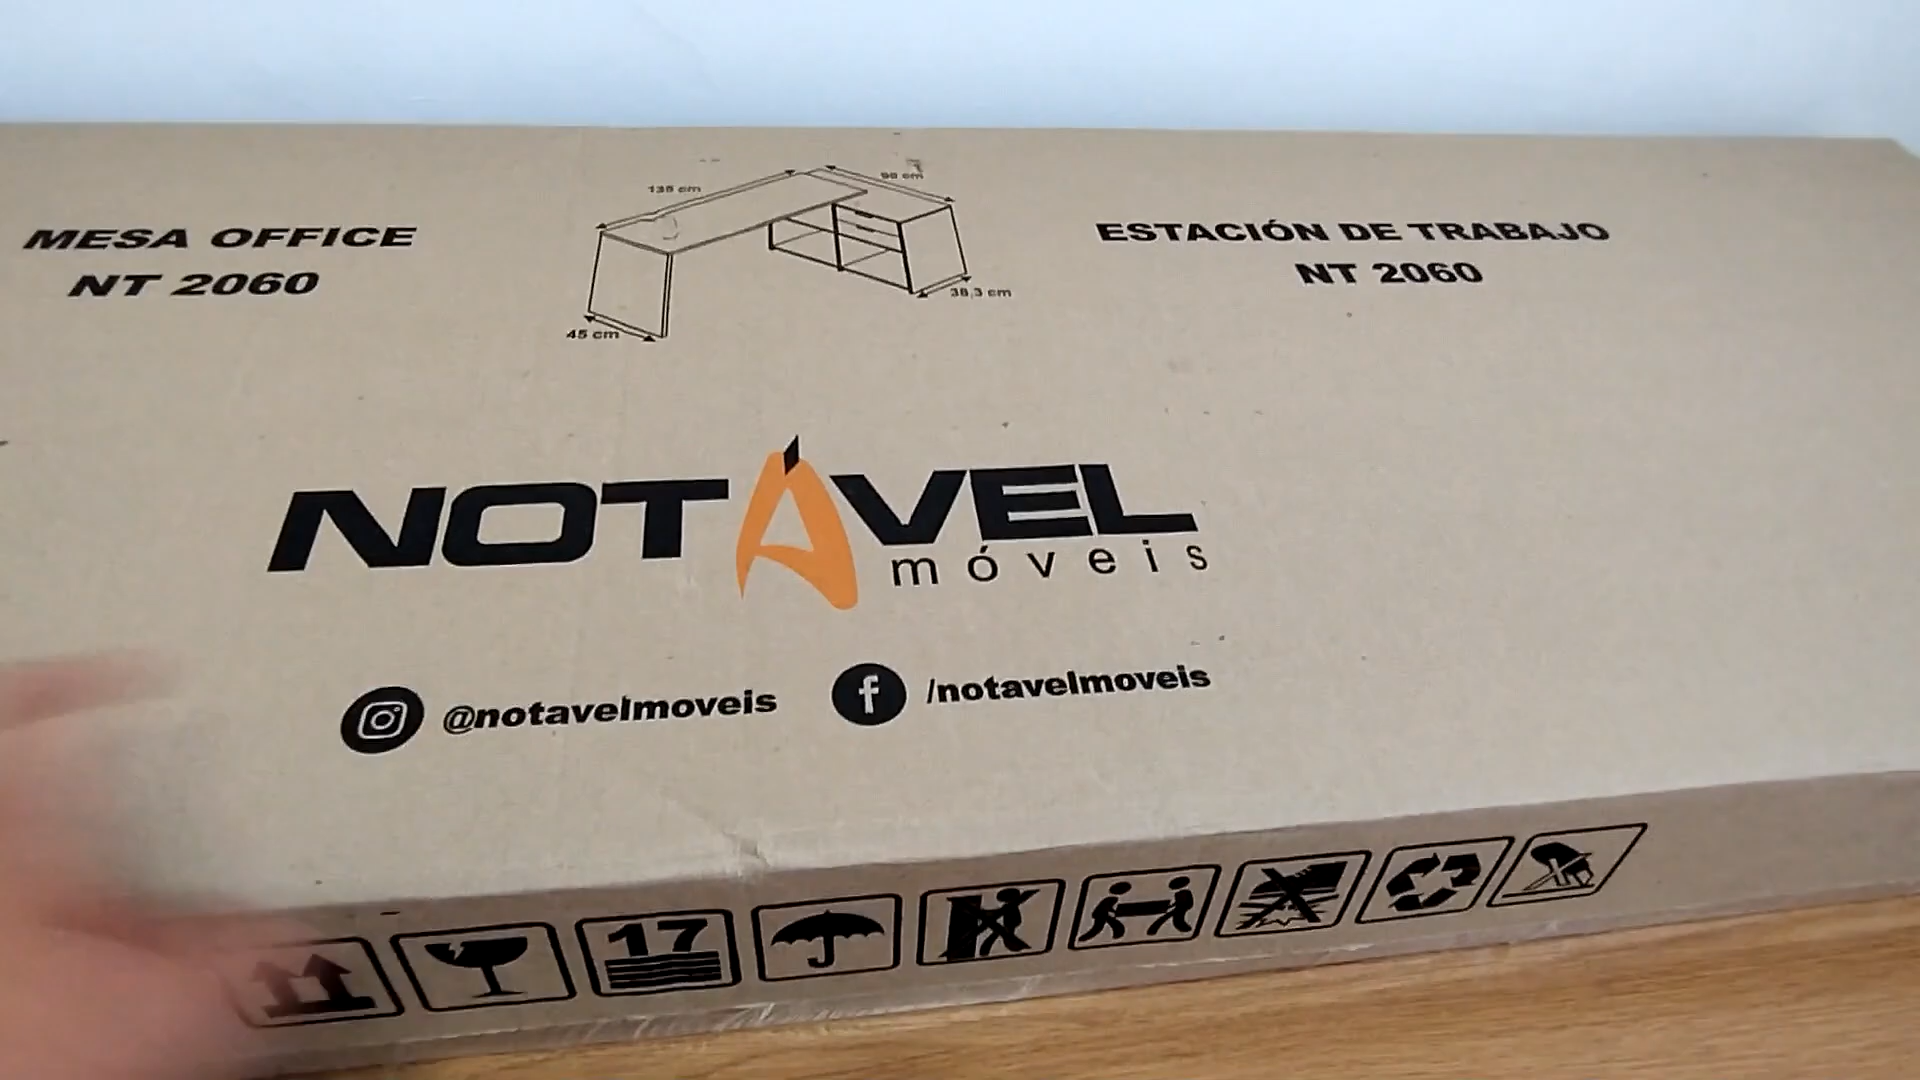 MESA OFFICE
NT 2060
135 cm
98 cm
38,3 cm
45 cm
ESTACIÓN DE TRABAJO
NT 2060
NOTÁVEL
móveis
@notavelmoveis
/notavelmoveis
17